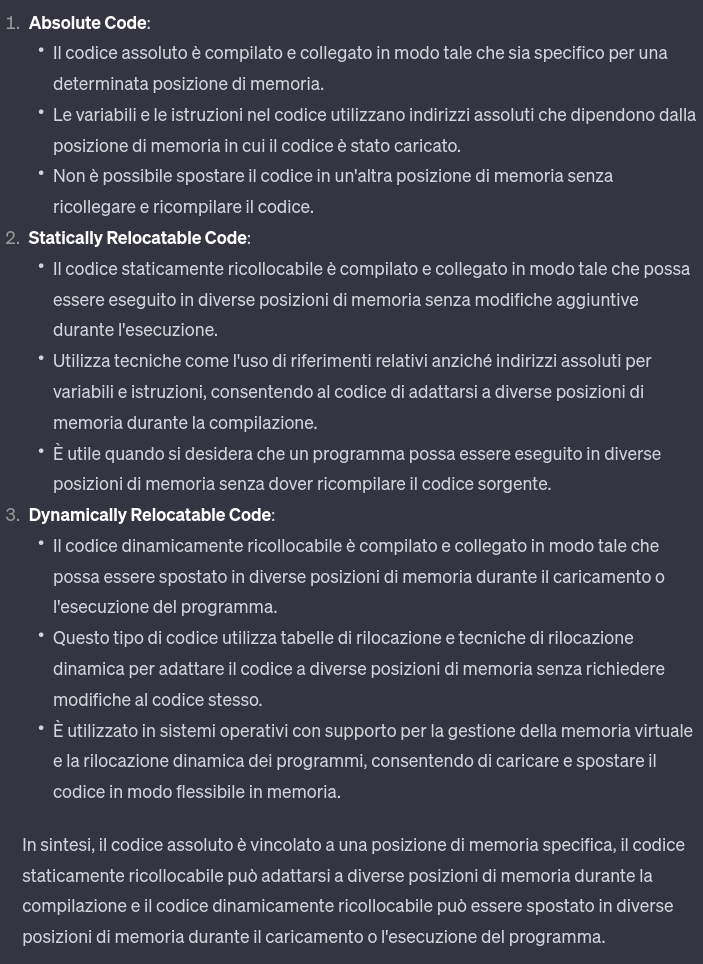 1. Absolute Code:
• Il codice assoluto è compilato e collegato in modo tale che sia specifico per una
determinata posizione di memoria.
• Le variabili e le istruzioni nel codice utilizzano indirizzi assoluti che dipendono dalla
posizione di memoria in cui il codice è stato caricato.
• Non è possibile spostare il codice in un'altra posizione di memoria senza
ricollegare e ricompilare il codice.
2. Statically Relocatable Code:
• Il codice staticamente ricollocabile è compilato e collegato in modo tale che possa
essere eseguito in diverse posizioni di memoria senza modifiche aggiuntive
durante l'esecuzione.
• Utilizza tecniche come l'uso di riferimenti relativi anziché indirizzi assoluti per
variabili e istruzioni, consentendo al codice di adattarsi a diverse posizioni di
memoria durante la compilazione.
• È utile quando si desidera che un programma possa essere eseguito in diverse
posizioni di memoria senza dover ricompilare il codice sorgente.
3. Dynamically Relocatable Code:
• Il codice dinamicamente ricollocabile è compilato e collegato in modo tale che
possa essere spostato in diverse posizioni di memoria durante il caricamento o
l'esecuzione del programma.
• Questo tipo di codice utilizza tabelle di rilocazione e tecniche di rilocazione
dinamica per adattare il codice a diverse posizioni di memoria senza richiedere
modifiche al codice stesso.
• È utilizzato in sistemi operativi con supporto per la gestione della memoria virtuale
e la rilocazione dinamica dei programmi, consentendo di caricare e spostare il
codice in modo flessibile in memoria.
In sintesi, il codice assoluto è vincolato a una posizione di memoria specifica, il codice
staticamente ricollocabile può adattarsi a diverse posizioni di memoria durante la
compilazione e il codice dinamicamente ricollocabile può essere spostato in diverse
posizioni di memoria durante il caricamento o l'esecuzione del programma.